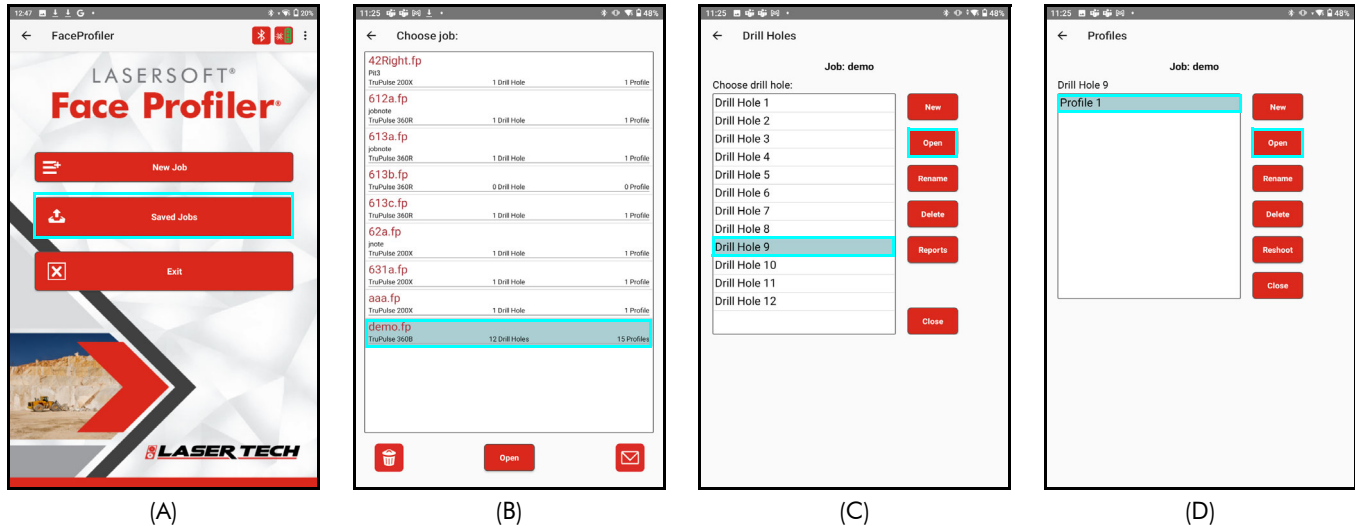 12:47 G 20%
FaceProfiler
LASERSOFT®
Face Profiler®
New Job
Saved Jobs
Exit
LASER TECH
(A)
11:25 48%
Choose job:
42Right.fp
Pit3
TruPulse 200X 1 Drill Hole 1 Profile
612a.fp
jobnote
TruPulse 360R 1 Drill Hole 1 Profile
613a.fp
jobnote
TruPulse 360R 1 Drill Hole 1 Profile
613b.fp
TruPulse 360R 0 Drill Hole 0 Profile
613c.fp
TruPulse 360R 1 Drill Hole 1 Profile
62a.fp
jnote
TruPulse 200X 1 Drill Hole 1 Profile
631a.fp
TruPulse 200X 1 Drill Hole 1 Profile
aaa.fp
TruPulse 200X 1 Drill Hole 1 Profile
demo.fp
TruPulse 360B 12 Drill Holes 15 Profiles
Open
(B)
11:25 48%
Drill Holes
Job: demo
Choose drill hole:
Drill Hole 1
Drill Hole 2
Drill Hole 3
Drill Hole 4
Drill Hole 5
Drill Hole 6
Drill Hole 7
Drill Hole 8
Drill Hole 9
Drill Hole 10
Drill Hole 11
Drill Hole 12
New
Open
Rename
Delete
Reports
Close
(C)
11:25 48%
Profiles
Job: demo
Drill Hole 9
Profile 1
New
Open
Rename
Delete
Reshoot
Close
(D)